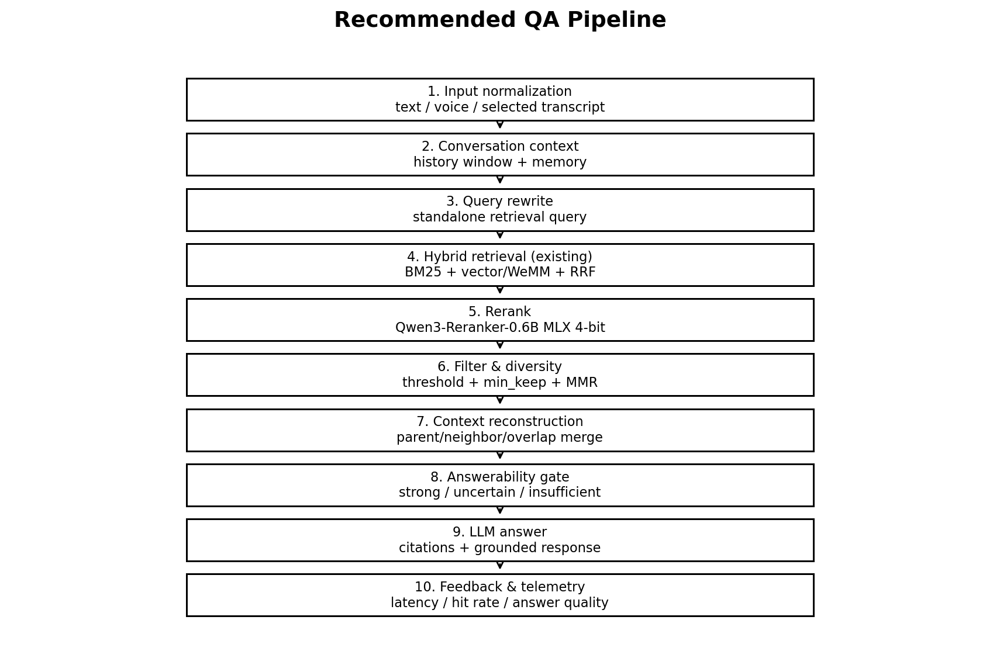 Recommended QA Pipeline
1. Input normalization
text / voice / selected transcript
2. Conversation context
history window + memory
3. Query rewrite
standalone retrieval query
4. Hybrid retrieval (existing)
BM25 + vector/WeMM + RRF
5. Rerank
Qwen3-Reranker-0.6B MLX 4-bit
6. Filter & diversity
threshold + min_keep + MMR
7. Context reconstruction
parent/neighbor/overlap merge
8. Answerability gate
strong / uncertain / insufficient
9. LLM answer
citations + grounded response
10. Feedback & telemetry
latency / hit rate / answer quality